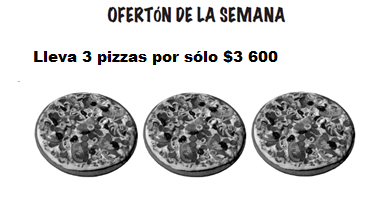 OFERTÓN DE LA SEMANA
Lleva 3 pizzas por sólo $3 600